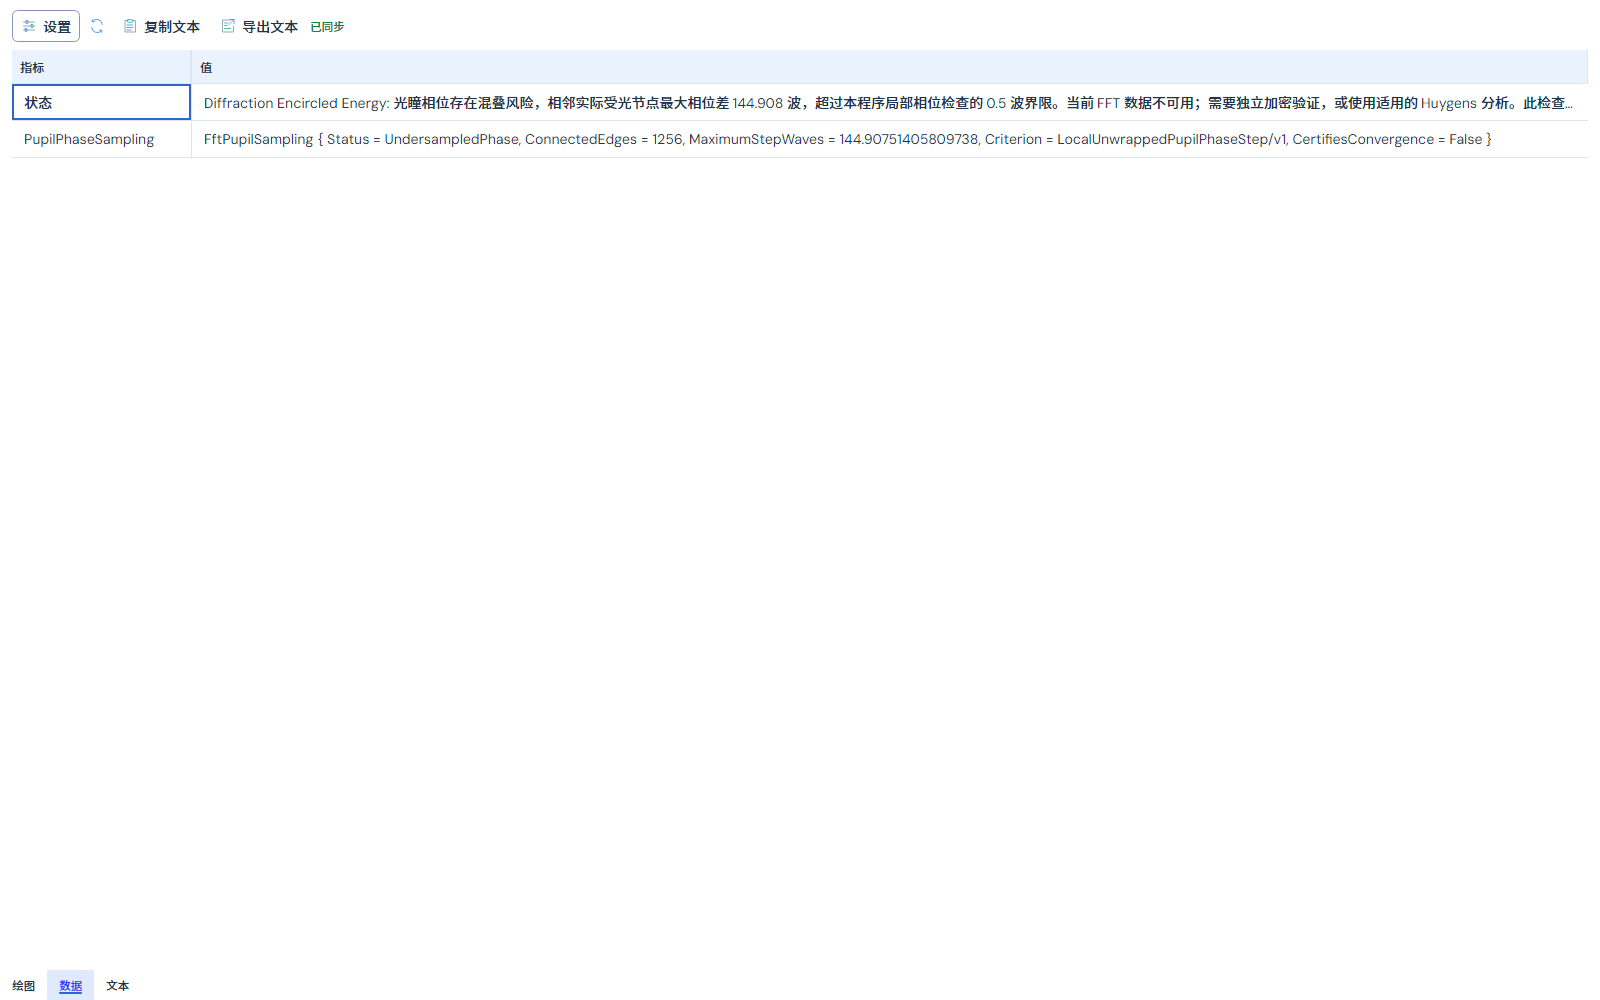 设置 复制文本 导出文本 已同步
指标 值
状态 Diffraction Encircled Energy: 光瞳相位存在混叠风险，相邻实际受光节点最大相位差 144.908 波，超过本程序局部相位检查的 0.5 波界限。当前 FFT 数据不可用；需要独立加密验证，或使用适用的 Huygens 分析。此检查...
PupilPhaseSampling FftPupilSampling { Status = UndersampledPhase, ConnectedEdges = 1256, MaximumStepWaves = 144.90751405809738, Criterion = LocalUnwrappedPupilPhaseStep/v1, CertifiesConvergence = False }
绘图 数据 文本